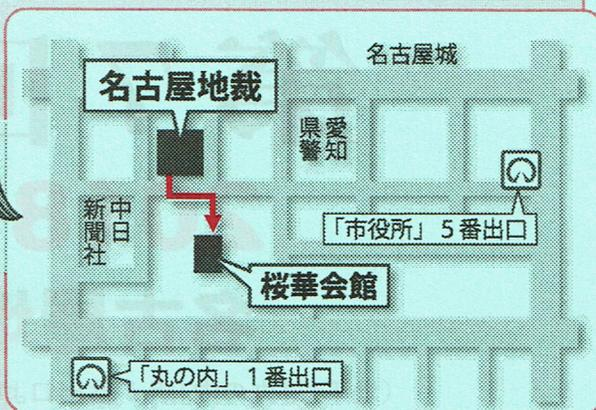 名古屋城
名古屋地裁
愛知
県警
「市役所」5番出口
中日
新聞社
桜華会館
「丸の内」1番出口